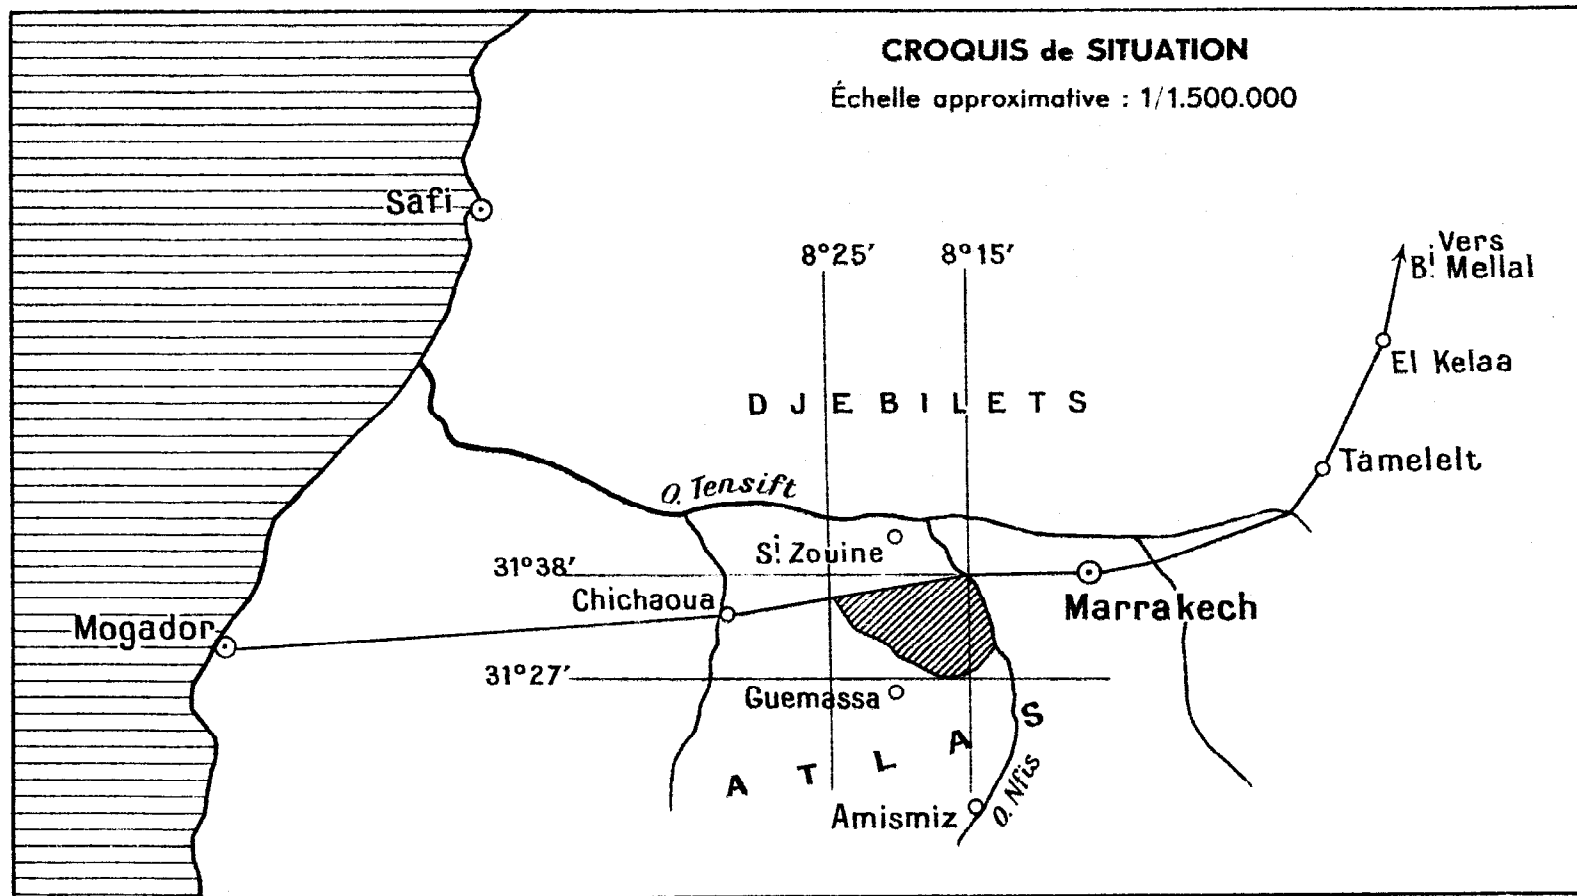 CROQUIS de SITUATION
Échelle approximative : 1/1.500.000
Safi
8°25′ 8°15′
Vers
Bi. Mellal
El Kelaa
DJEBILETS
Tamelelt
O. Tensift
Si. Zouine
31°38′
Chichaoua
Marrakech
Mogador
31°27′
Guemassa
ATLAS
O. Nfis
Amismiz